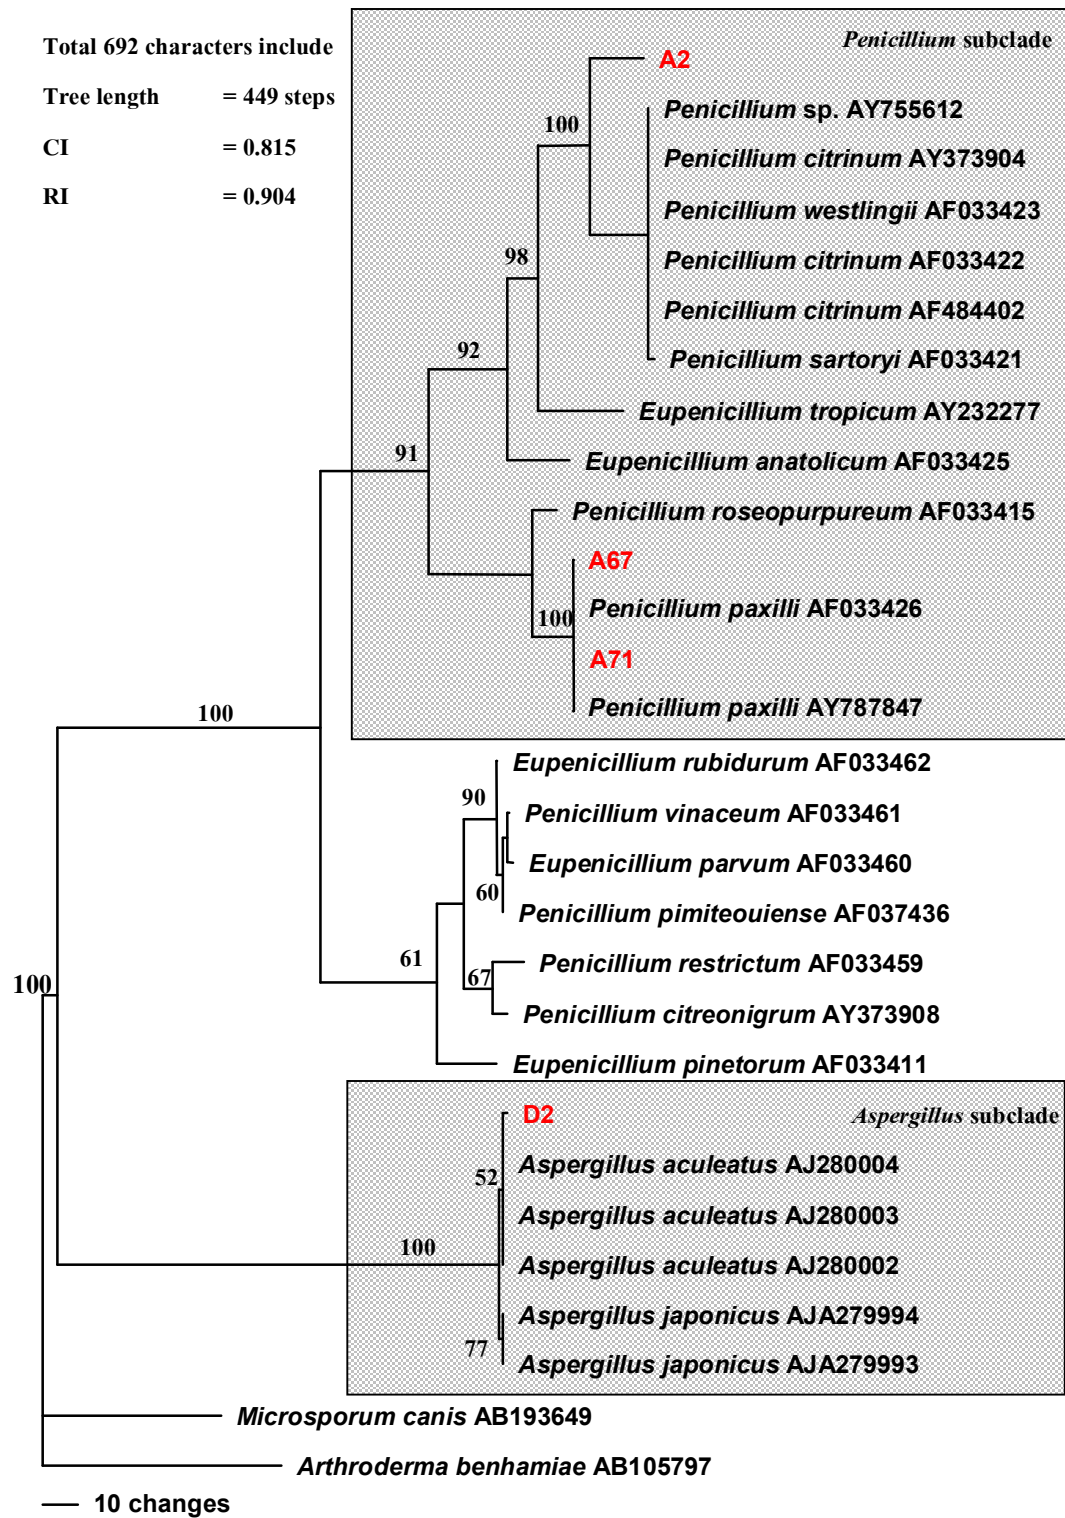 Total 692 characters include
Tree length = 449 steps
CI = 0.815
RI = 0.904
Penicillium subclade
A2
Penicillium sp. AY755612
100
Penicillium citrinum AY373904
Penicillium westlingii AF033423
98
Penicillium citrinum AF033422
Penicillium citrinum AF484402
92
Penicillium sartoryi AF033421
Eupenicillium tropicum AY232277
91
Eupenicillium anatolicum AF033425
Penicillium roseopurpureum AF033415
A67
Penicillium paxilli AF033426
100
A71
Penicillium paxilli AY787847
100
Eupenicillium rubidurum AF033462
90
Penicillium vinaceum AF033461
Eupenicillium parvum AF033460
60
Penicillium pimiteouiense AF037436
61
Penicillium restrictum AF033459
67
100
Penicillium citreonigrum AY373908
Eupenicillium pinetorum AF033411
D2
Aspergillus subclade
Aspergillus aculeatus AJ280004
52
Aspergillus aculeatus AJ280003
100
Aspergillus aculeatus AJ280002
Aspergillus japonicus AJA279994
77
Aspergillus japonicus AJA279993
Microsporum canis AB193649
Arthroderma benhamiae AB105797
10 changes